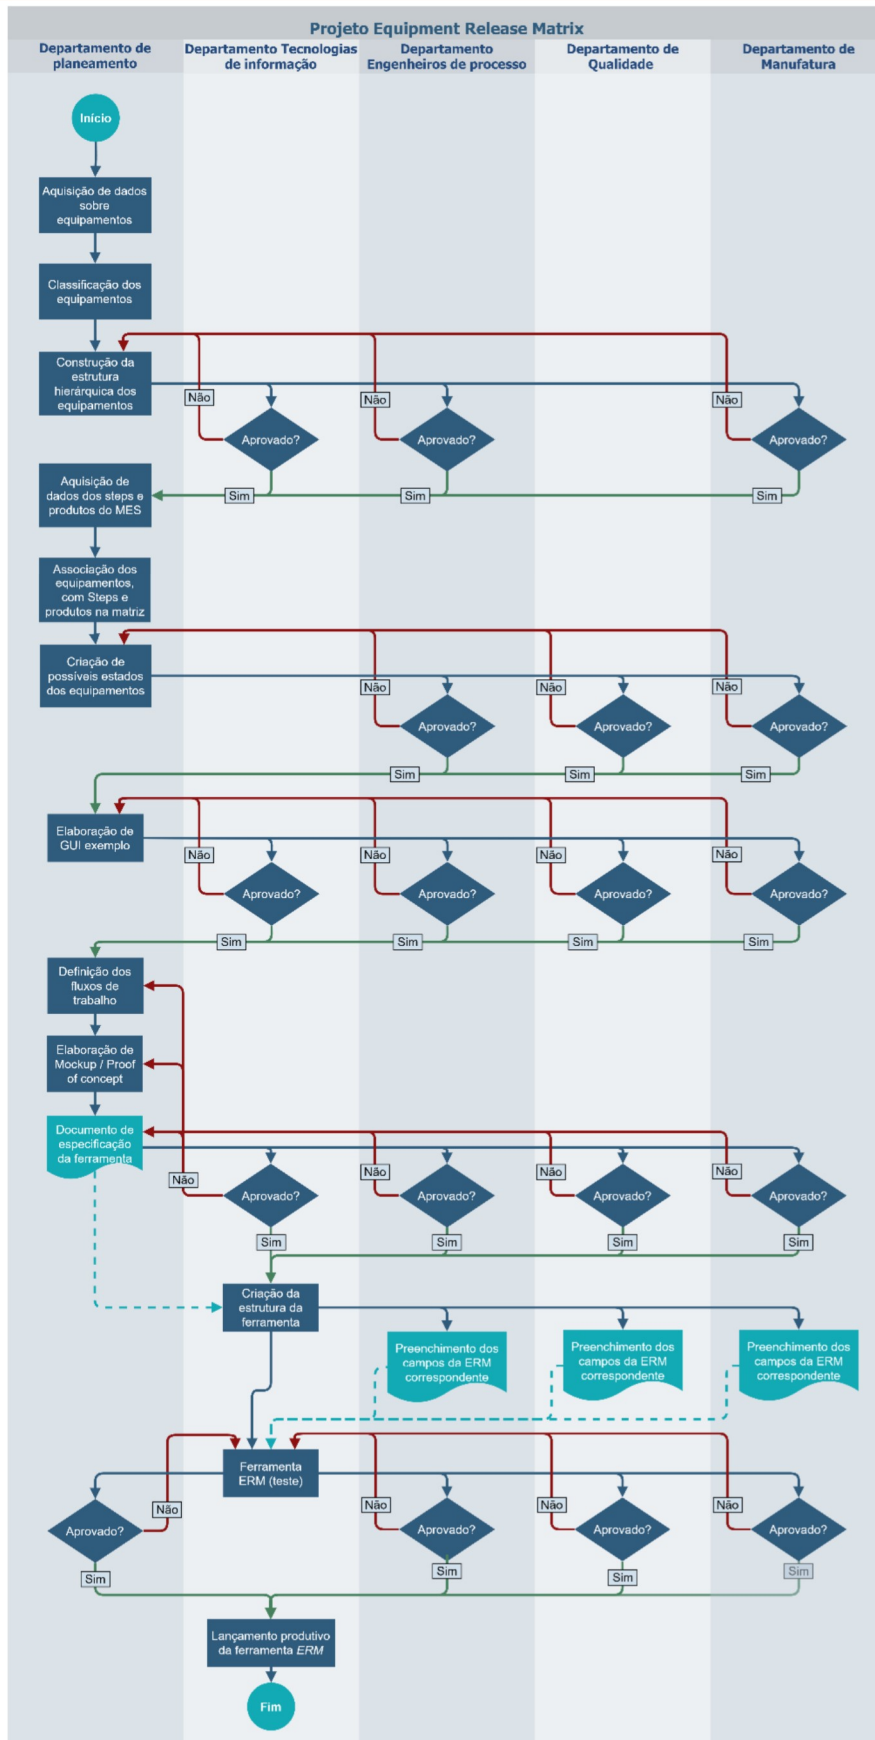 Projeto Equipment Release Matrix
Departamento de
planeamento
Departamento Tecnologias
de informação
Departamento
Engenheiros de processo
Departamento de
Qualidade
Departamento de
Manufatura
Início
Aquisição de dados
sobre
equipamentos
Classificação dos
equipamentos
Construção da
estrutura
hierárquica dos
equipamentos
Não
Não
Não
Aprovado?
Aprovado?
Aprovado?
Aquisição de
dados dos steps e
produtos do MES
Sim
Sim
Sim
Associação dos
equipamentos,
com Steps e
produtos na matriz
Criação de
possíveis estados
dos equipamentos
Não
Não
Não
Aprovado?
Aprovado?
Aprovado?
Sim
Sim
Sim
Elaboração de
GUI exemplo
Não
Não
Não
Não
Aprovado?
Aprovado?
Aprovado?
Aprovado?
Sim
Sim
Sim
Sim
Definição dos
fluxos de
trabalho
Elaboração de
Mockup / Proof
of concept
Documento de
especificação
da ferramenta
Não
Não
Não
Não
Aprovado?
Aprovado?
Aprovado?
Aprovado?
Sim
Sim
Sim
Sim
Criação da
estrutura da
ferramenta
Preenchimento dos
campos da ERM
correspondente
Preenchimento dos
campos da ERM
correspondente
Preenchimento dos
campos da ERM
correspondente
Ferramenta
ERM (teste)
Não
Não
Não
Não
Aprovado?
Aprovado?
Aprovado?
Aprovado?
Sim
Sim
Sim
Sim
Lançamento produtivo
da ferramenta ERM
Fim